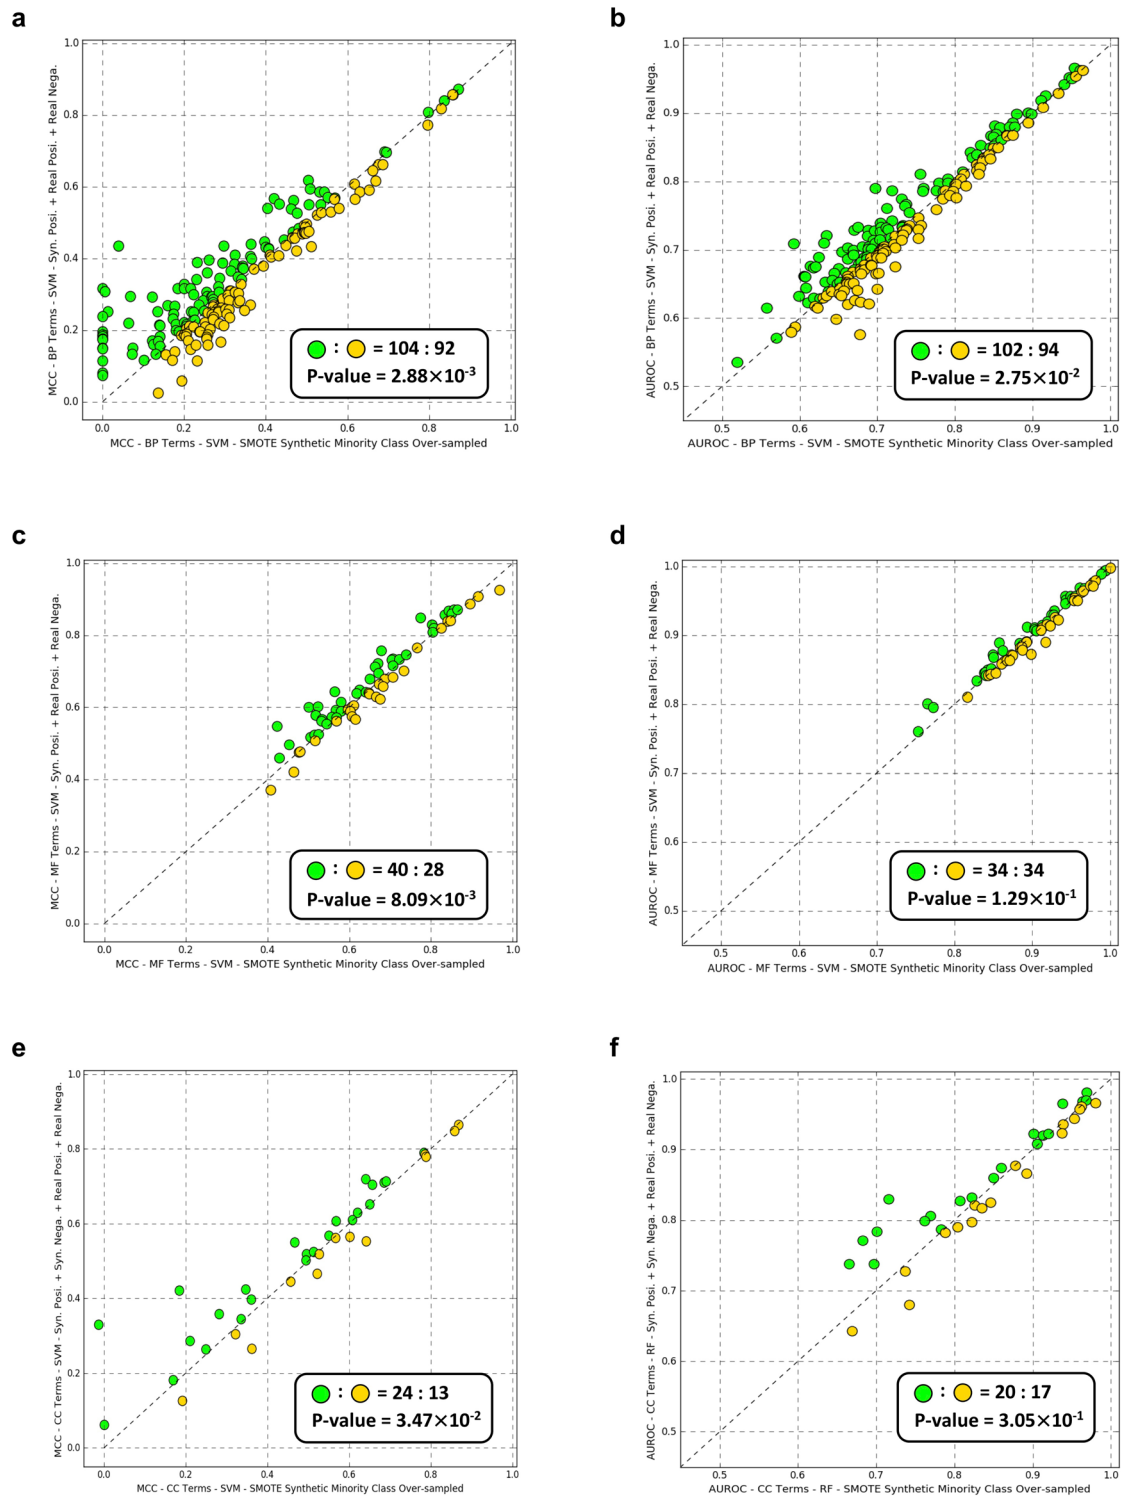 a
MCC - BP Terms - SVM - Syn. Posi. + Real Posi. + Real Nega.
1.0
0.8
0.6
0.4
0.2
0.0
0.0 0.2 0.4 0.6 0.8 1.0
: = 104 : 92
P-value = 2.88×10-3
MCC - BP Terms - SVM - SMOTE Synthetic Minority Class Over-sampled
b
AUROC - BP Terms - SVM - Syn. Posi. + Real Posi. + Real Nega.
1.0
0.9
0.8
0.7
0.6
0.5
0.5 0.6 0.7 0.8 0.9 1.0
: = 102 : 94
P-value = 2.75×10-2
AUROC - BP Terms - SVM - SMOTE Synthetic Minority Class Over-sampled
c
MCC - MF Terms - SVM - Syn. Posi. + Real Posi. + Real Nega.
1.0
0.8
0.6
0.4
0.2
0.0
0.0 0.2 0.4 0.6 0.8 1.0
: = 40 : 28
P-value = 8.09×10-3
MCC - MF Terms - SVM - SMOTE Synthetic Minority Class Over-sampled
d
AUROC - MF Terms - SVM - Syn. Posi. + Real Posi. + Real Nega.
1.0
0.9
0.8
0.7
0.6
0.5
0.5 0.6 0.7 0.8 0.9 1.0
: = 34 : 34
P-value = 1.29×10-1
AUROC - MF Terms - SVM - SMOTE Synthetic Minority Class Over-sampled
e
MCC - CC Terms - SVM - Syn. Posi. + Syn. Nega. + Real Posi. + Real Nega.
1.0
0.8
0.6
0.4
0.2
0.0
0.0 0.2 0.4 0.6 0.8 1.0
: = 24 : 13
P-value = 3.47×10-2
MCC - CC Terms - SVM - SMOTE Synthetic Minority Class Over-sampled
f
AUROC - CC Terms - RF - Syn. Posi. + Syn. Nega. + Real Posi. + Real Nega.
1.0
0.9
0.8
0.7
0.6
0.5
0.5 0.6 0.7 0.8 0.9 1.0
: = 20 : 17
P-value = 3.05×10-1
AUROC - CC Terms - RF - SMOTE Synthetic Minority Class Over-sampled